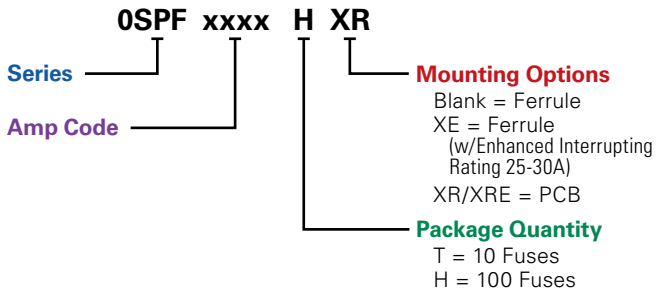 0SPF xxxx H XR
Series
Amp Code
Mounting Options
Blank = Ferrule
XE = Ferrule
(w/Enhanced Interrupting
Rating 25-30A)
XR/XRE = PCB
Package Quantity
T = 10 Fuses
H = 100 Fuses